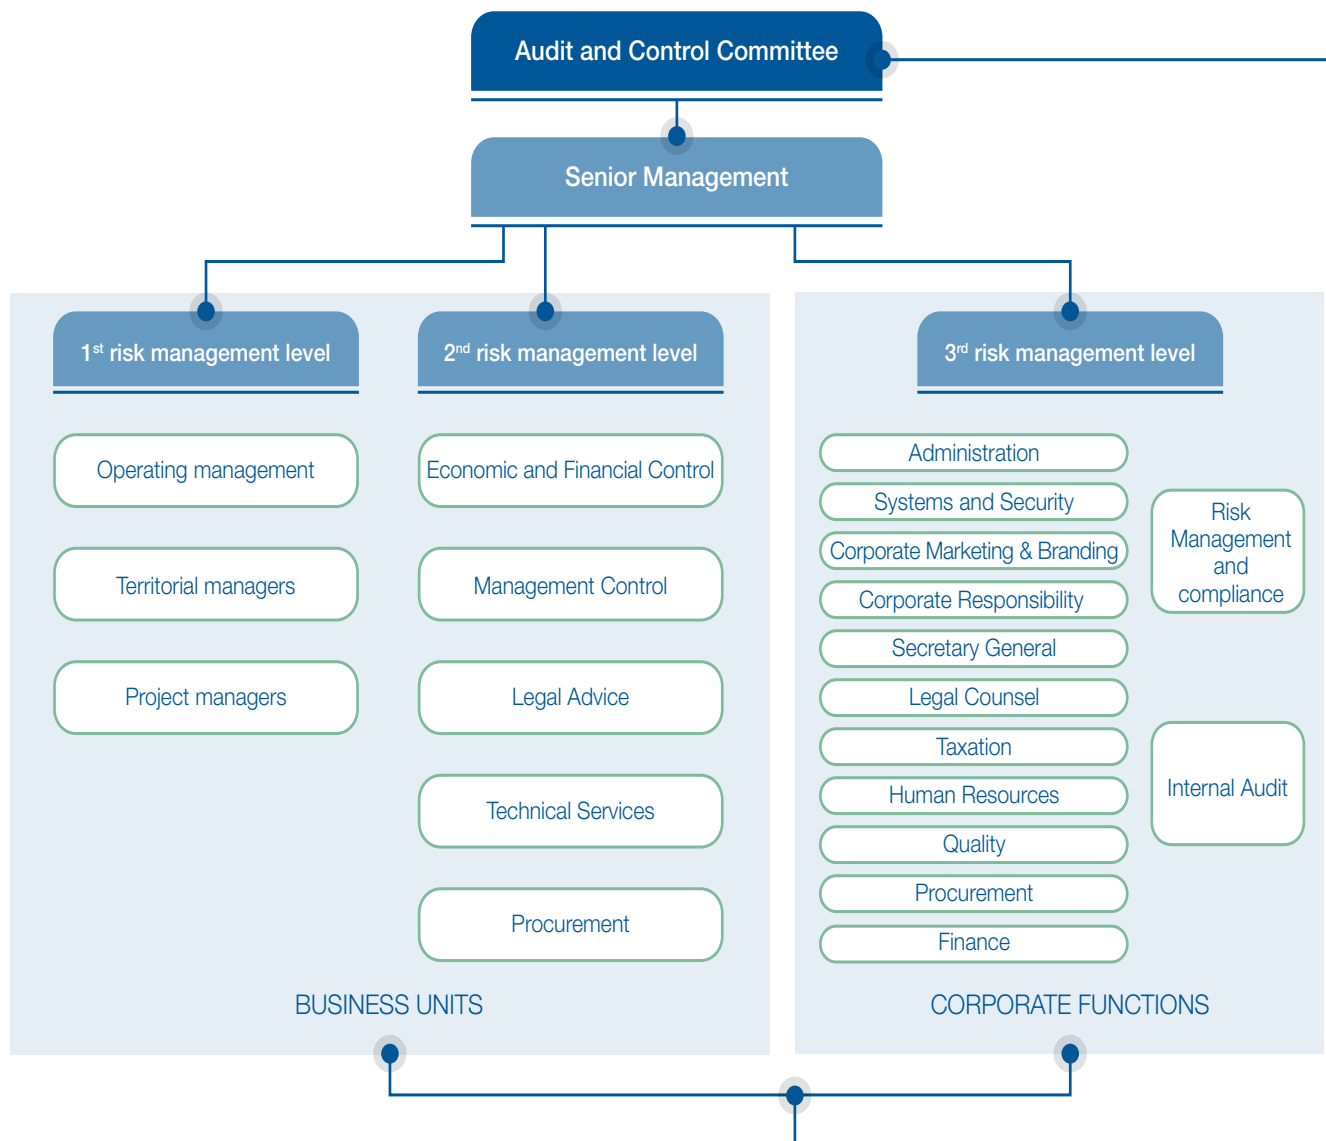 Audit and Control Committee
Senior Management
1st risk management level
Operating management
Territorial managers
Project managers
2nd risk management level
Economic and Financial Control
Management Control
Legal Advice
Technical Services
Procurement
BUSINESS UNITS
3rd risk management level
Administration
Systems and Security
Corporate Marketing & Branding
Corporate Responsibility
Secretary General
Legal Counsel
Taxation
Human Resources
Quality
Procurement
Finance
Risk
Management
and
compliance
Internal Audit
CORPORATE FUNCTIONS